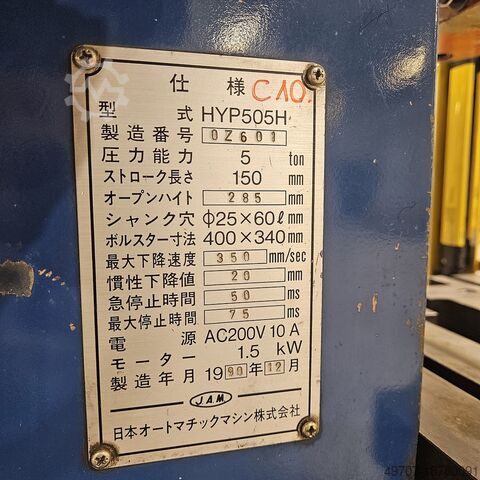 仕様 C10.
型式 HYP505H
製造番号 0Z601
圧力能力 5 ton
ストローク長さ 150 mm
オープンハイト 285 mm
シャンク穴 φ25×60ℓ mm
ボルスター寸法 400×340 mm
最大下降速度 350 mm/sec
慣性下降値 20 mm
急停止時間 50 ms
最大停止時間 75 ms
電源 AC200V 10 A
モーター 1.5 kW
製造年月 1990年12月
J.A.M
日本オートマチックマシン株式会社